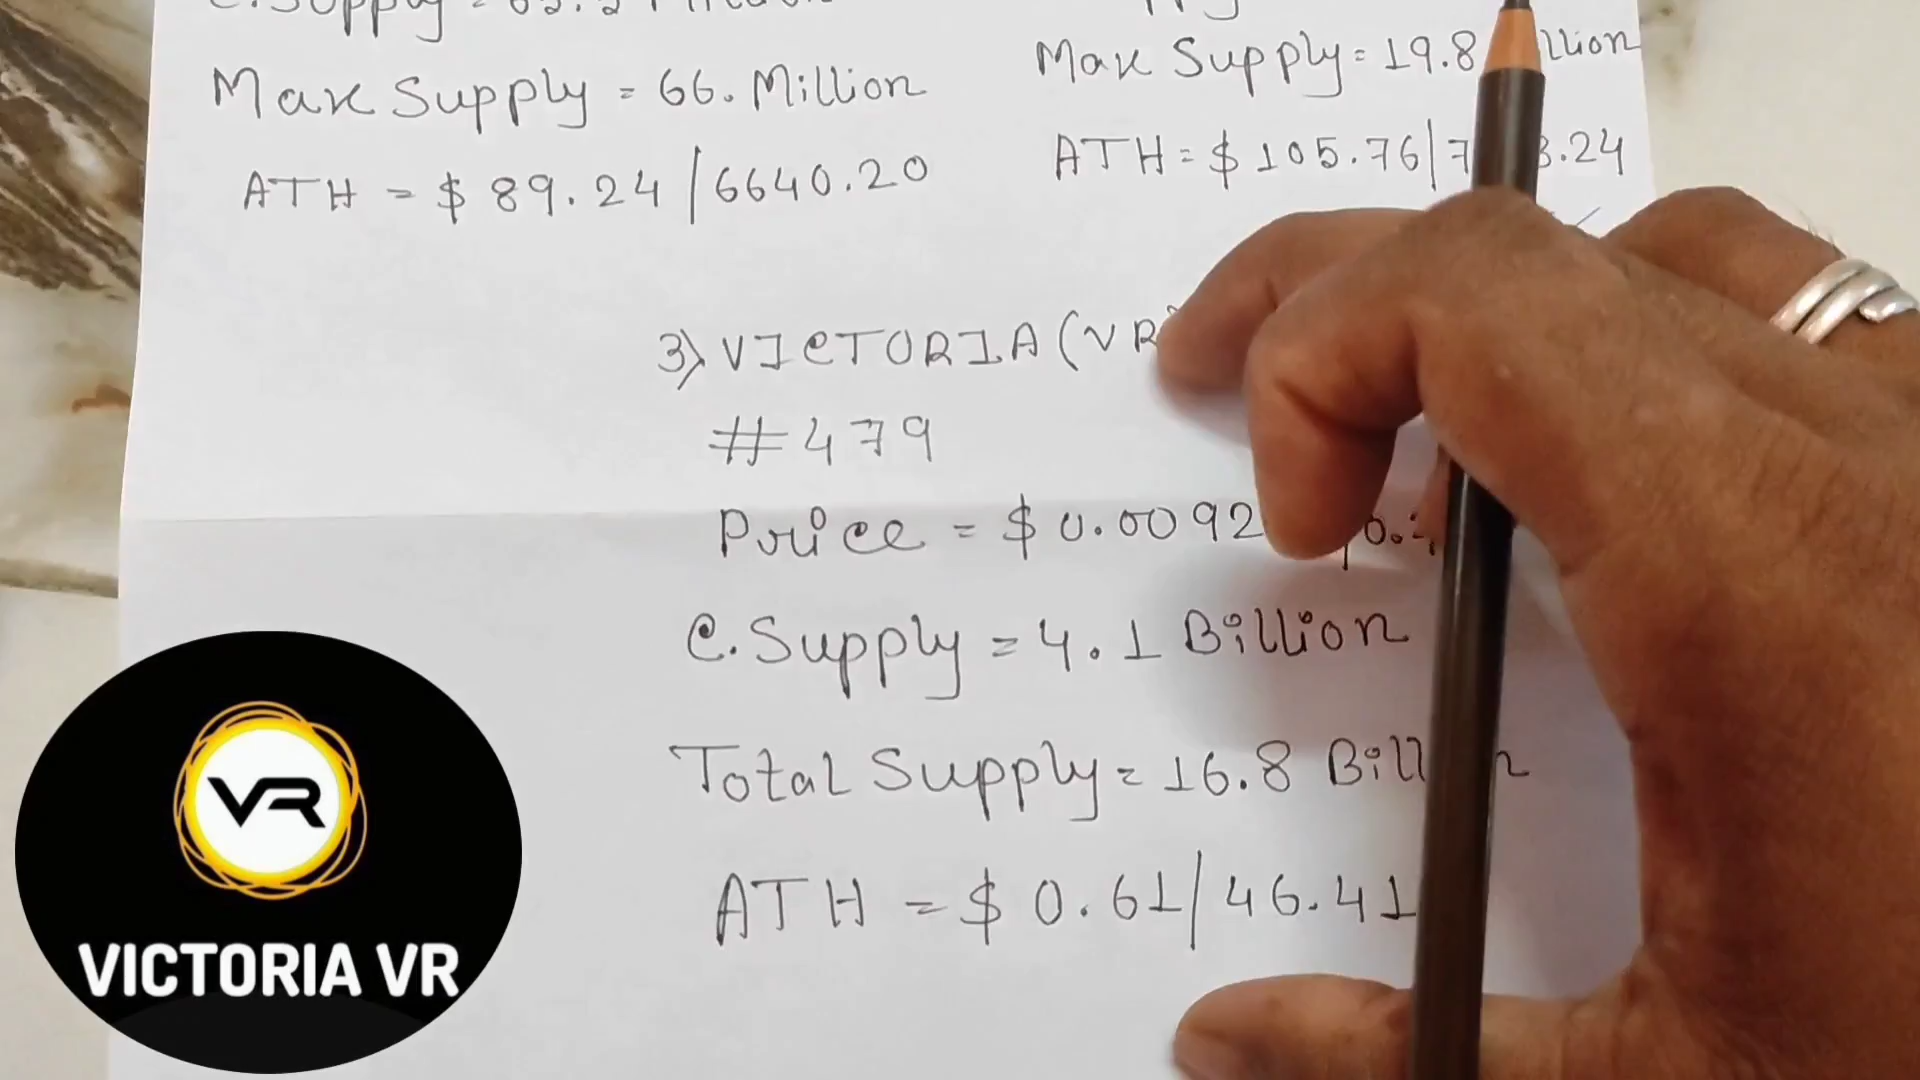 Max Supply = 66. Million
ATH = $ 89.24/6640.20
Max Supply = 19.8
ATH = $ 105.76/
3) VICTORIA (VR)
#479
Price = $ 0.0092
C. Supply = 4.1 Billion
Total Supply = 16.8 Billion
ATH = $ 0.61/46.41
VR
VICTORIA VR